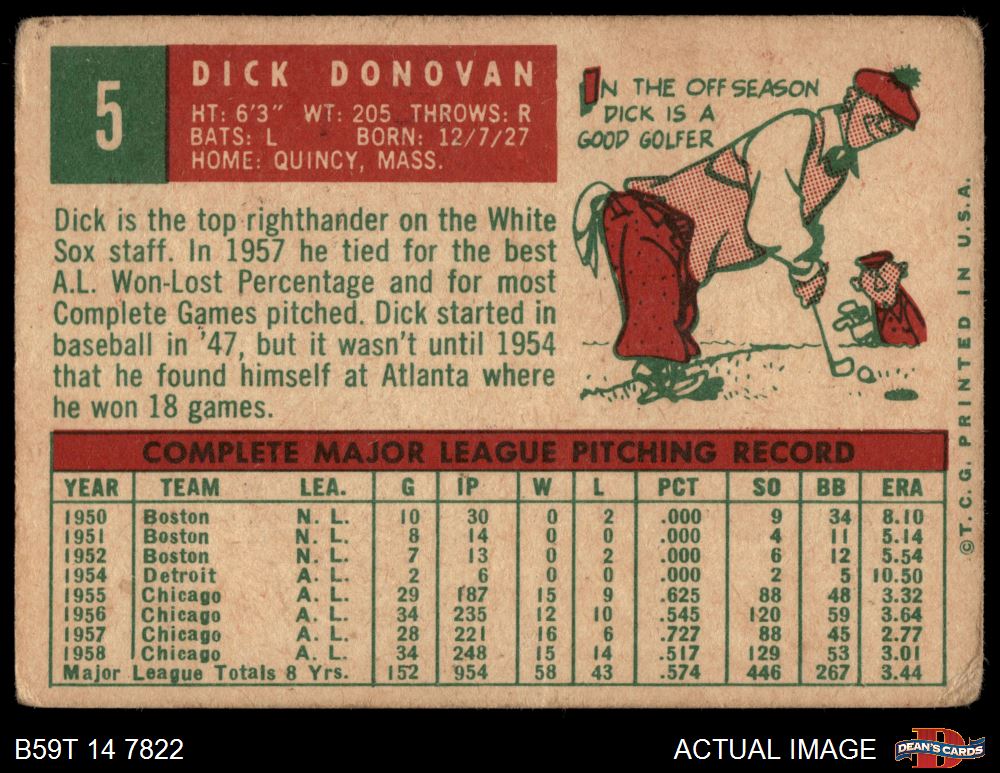 5
DICK DONOVAN
HT: 6'3" WT: 205 THROWS: R
BATS: L BORN: 12/7/27
HOME: QUINCY, MASS.
IN THE OFF SEASON
DICK IS A
GOOD GOLFER
Dick is the top righthander on the White
Sox staff. In 1957 he tied for the best
A.L. Won-Lost Percentage and for most
Complete Games pitched. Dick started in
baseball in '47, but it wasn't until 1954
that he found himself at Atlanta where
he won 18 games.
COMPLETE MAJOR LEAGUE PITCHING RECORD
YEAR TEAM LEA. G IP W L PCT SO BB ERA
1950 Boston N. L. 10 30 0 2 .000 9 34 8.10
1951 Boston N. L. 8 14 0 0 .000 4 11 5.14
1952 Boston N. L. 7 13 0 2 .000 6 12 5.54
1954 Detroit A. L. 2 6 0 0 .000 2 5 10.50
1955 Chicago A. L. 29 187 15 9 .625 88 48 3.32
1956 Chicago A. L. 34 235 12 10 .545 120 59 3.64
1957 Chicago A. L. 28 221 16 6 .727 88 45 2.77
1958 Chicago A. L. 34 248 15 14 .517 129 53 3.01
Major League Totals 8 Yrs. 152 954 58 43 .574 446 267 3.44
©T.C.G. PRINTED IN U.S.A.
B59T 14 7822
ACTUAL IMAGE
D
DEAN'S CARDS